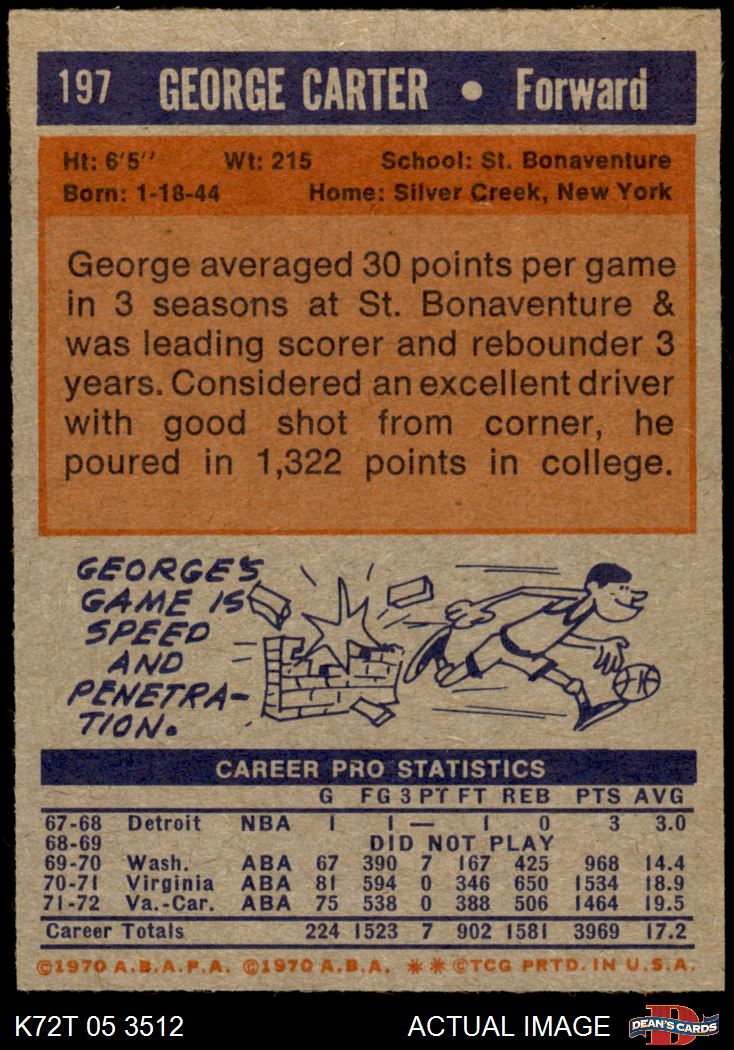 197 GEORGE CARTER • Forward
Ht: 6'5'' Wt: 215 School: St. Bonaventure
Born: 1-18-44 Home: Silver Creek, New York
George averaged 30 points per game
in 3 seasons at St. Bonaventure &
was leading scorer and rebounder 3
years. Considered an excellent driver
with good shot from corner, he
poured in 1,322 points in college.
GEORGE'S
GAME IS
SPEED
AND
PENETRA-
TION.
CAREER PRO STATISTICS
G FG 3 PT FT REB PTS AVG
67-68 Detroit NBA 1 1 — 1 0 3 3.0
68-69 DID NOT PLAY
69-70 Wash. ABA 67 390 7 167 425 968 14.4
70-71 Virginia ABA 81 594 0 346 650 1534 18.9
71-72 Va.-Car. ABA 75 538 0 388 506 1464 19.5
Career Totals 224 1523 7 902 1581 3969 17.2
©1970 A.B.A.P.A. ©1970 A.B.A. ** ©TCG PRTD. IN U.S.A.
K72T 05 3512 ACTUAL IMAGE DEAN'S CARDS